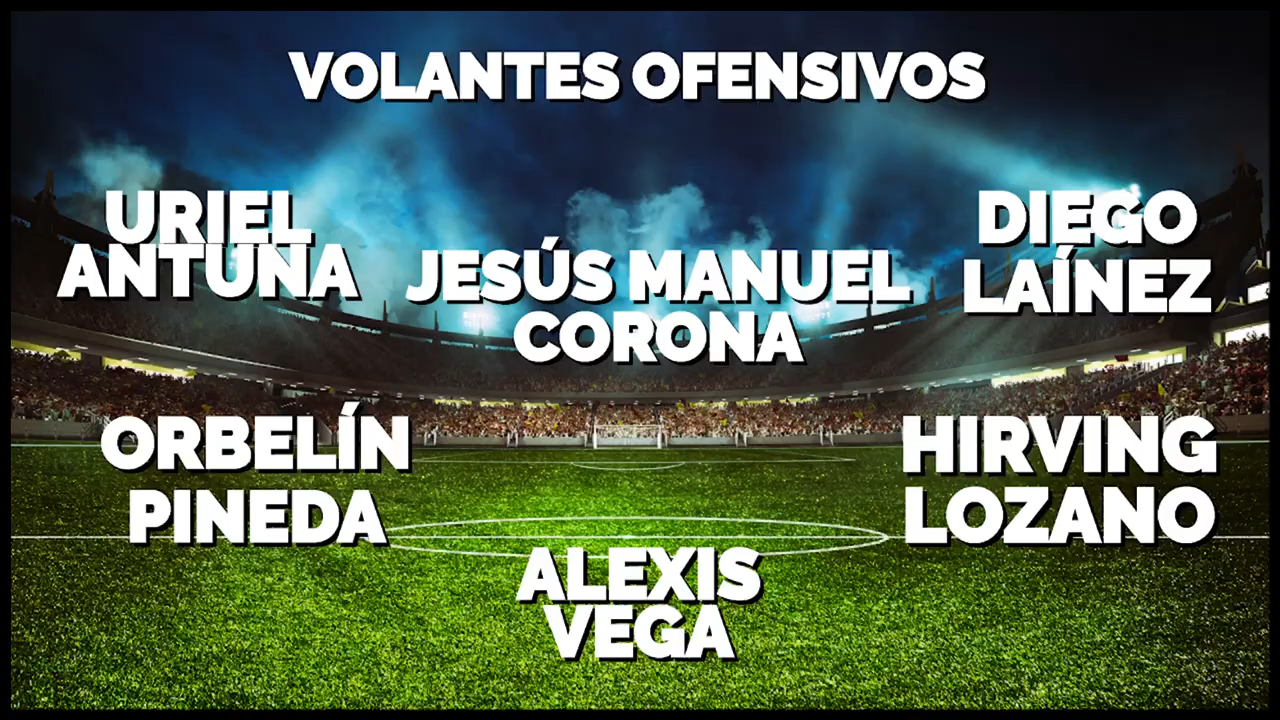 VOLANTES OFENSIVOS
URIEL
ANTUNA
JESÚS MANUEL
CORONA
DIEGO
LAÍNEZ
ORBELÍN
PINEDA
HIRVING
LOZANO
ALEXIS
VEGA